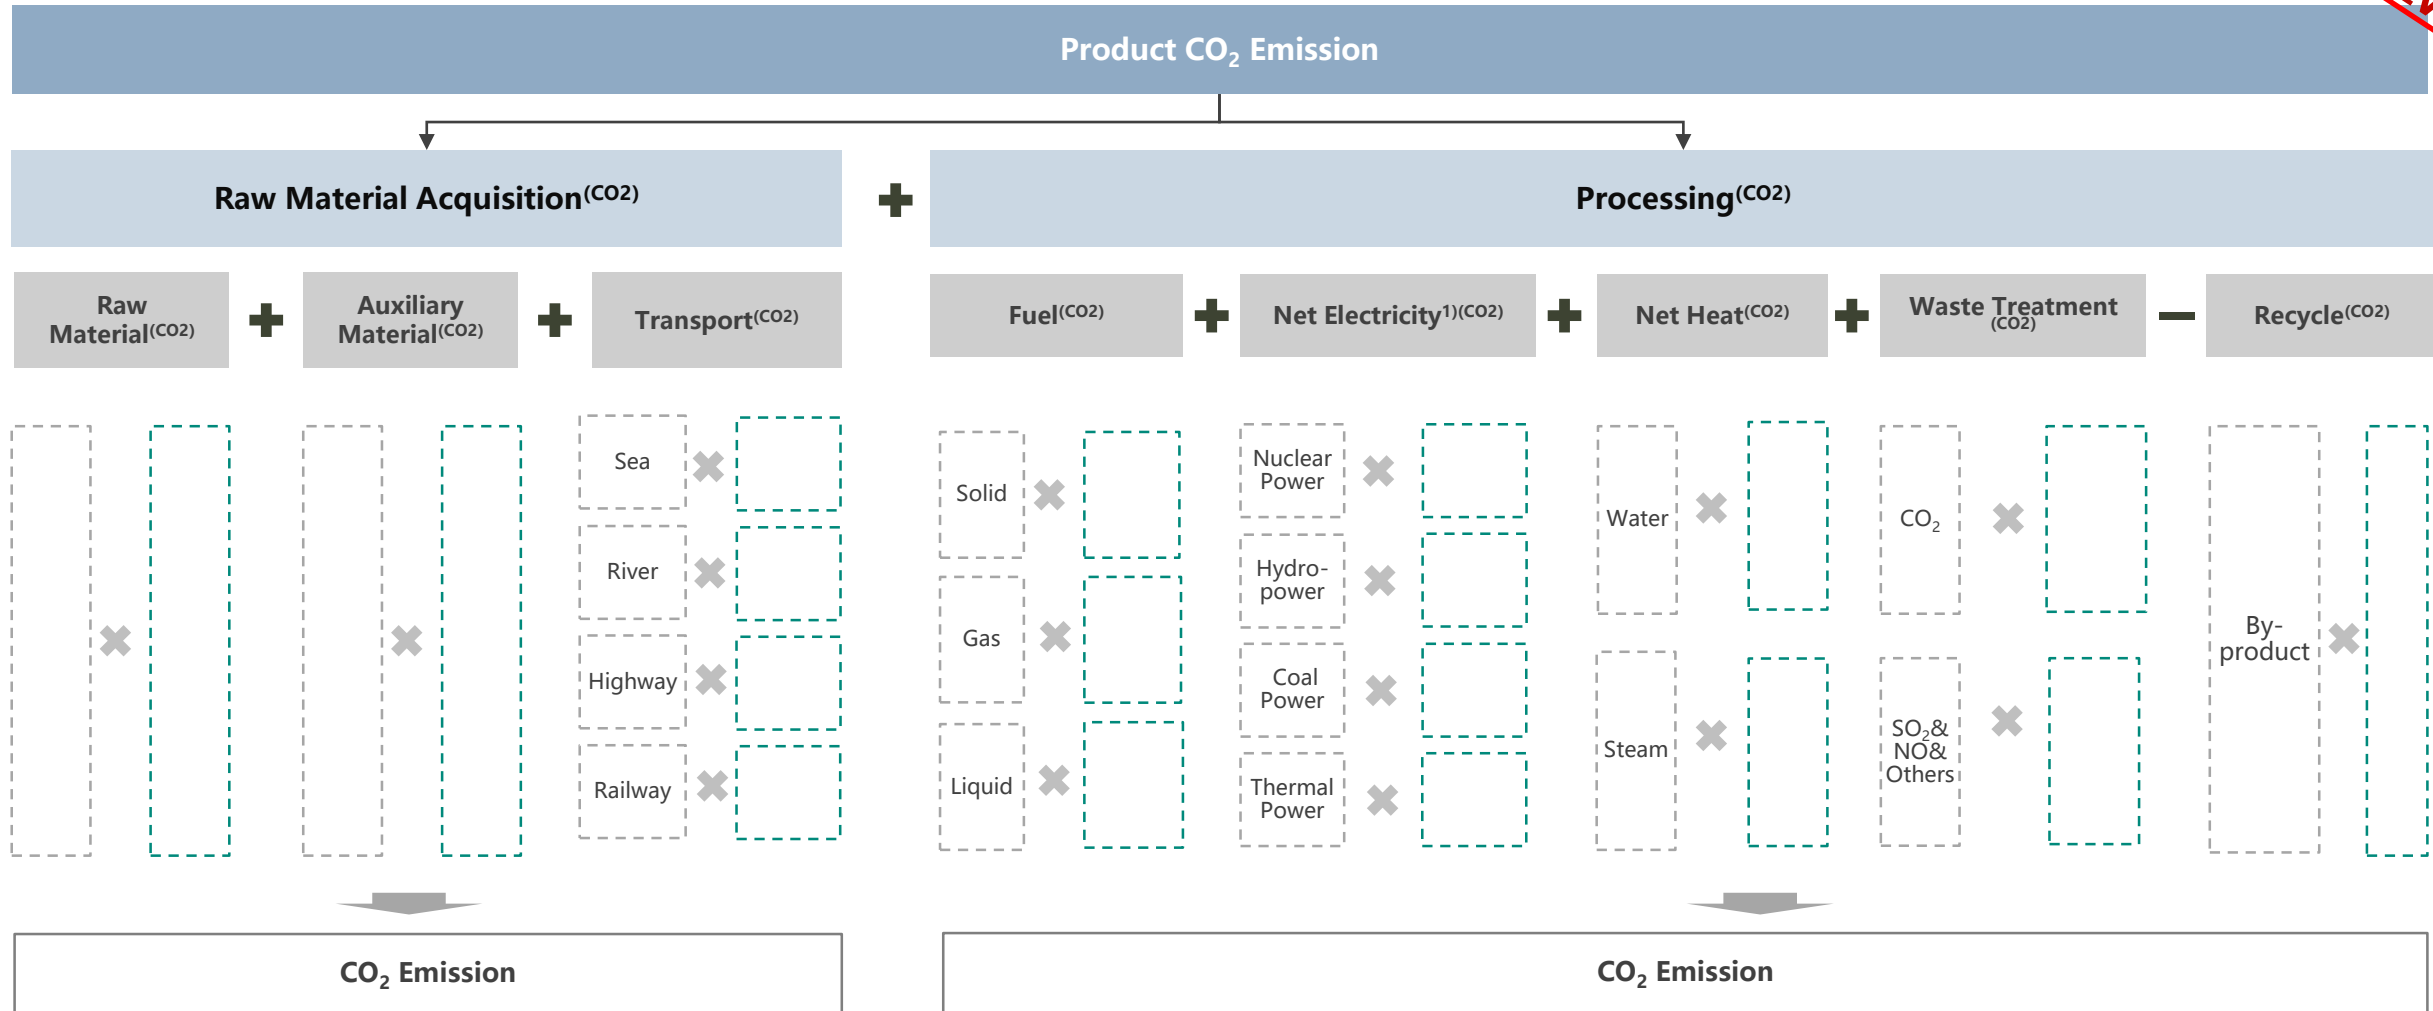 Product CO₂ Emission
Raw Material Acquisition(CO2)
Processing(CO2)
Raw
Material(CO2)
Auxiliary
Material(CO2)
Transport(CO2)
Fuel(CO2)
Net Electricity1)(CO2)
Net Heat(CO2)
Waste Treatment
(CO2)
Recycle(CO2)
Sea
River
Highway
Railway
Solid
Gas
Liquid
Nuclear
Power
Hydro-
power
Coal
Power
Thermal
Power
Water
Steam
CO₂
SO₂&
NO&
Others
By-
product
CO₂ Emission
CO₂ Emission